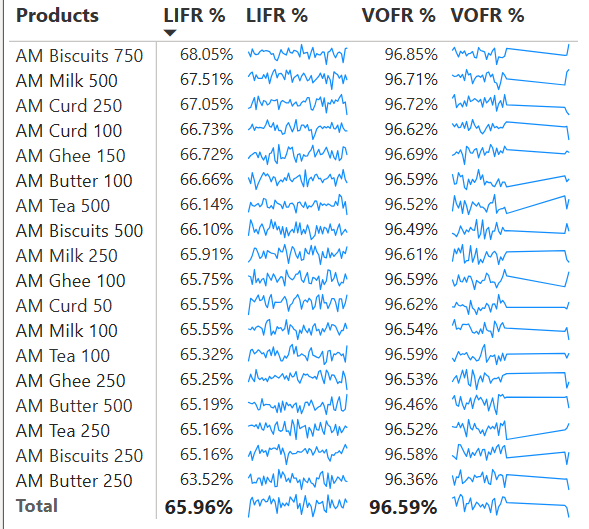 Products LIFR % LIFR % VOFR % VOFR %
AM Biscuits 750 68.05% 96.85%
AM Milk 500 67.51% 96.71%
AM Curd 250 67.05% 96.72%
AM Curd 100 66.73% 96.62%
AM Ghee 150 66.72% 96.69%
AM Butter 100 66.66% 96.59%
AM Tea 500 66.14% 96.52%
AM Biscuits 500 66.10% 96.49%
AM Milk 250 65.91% 96.61%
AM Ghee 100 65.75% 96.59%
AM Curd 50 65.55% 96.62%
AM Milk 100 65.55% 96.54%
AM Tea 100 65.32% 96.59%
AM Ghee 250 65.25% 96.53%
AM Butter 500 65.19% 96.46%
AM Tea 250 65.16% 96.52%
AM Biscuits 250 65.16% 96.58%
AM Butter 250 63.52% 96.36%
Total 65.96% 96.59%